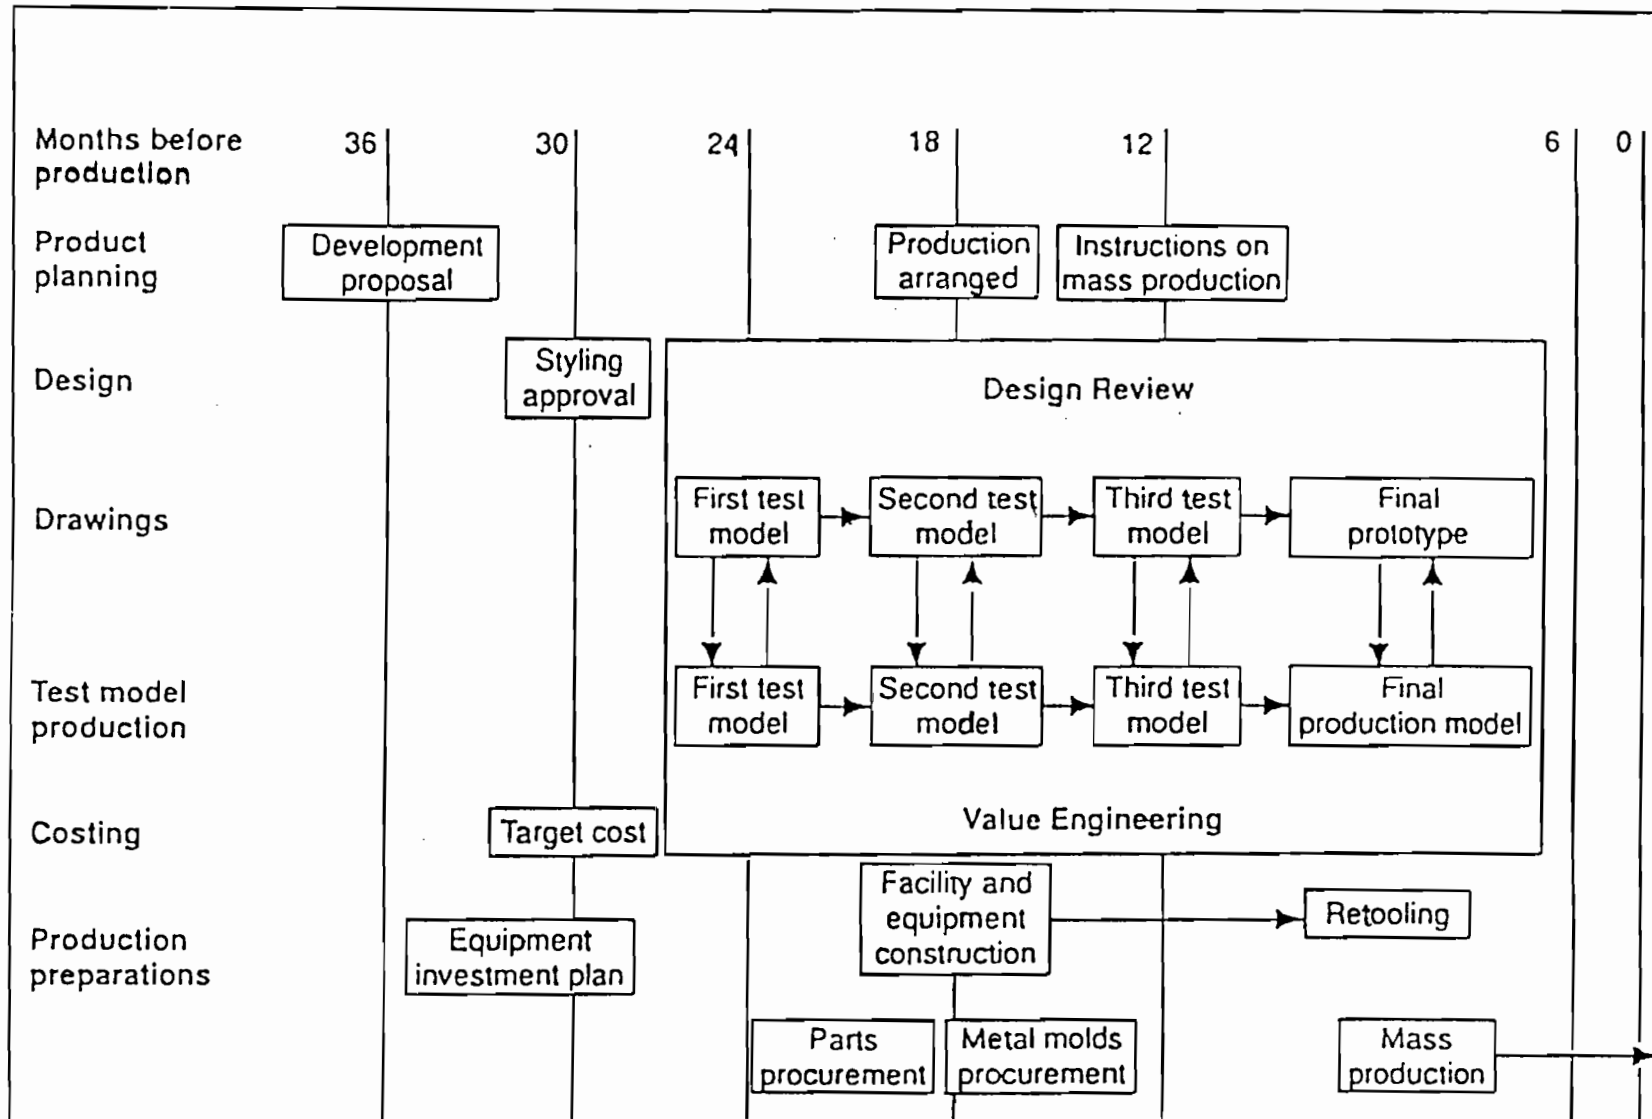 Months before
production
36
30
24
18
12
6
0
Product
planning
Development
proposal
Production
arranged
Instructions on
mass production
Design
Styling
approval
Design Review
Drawings
First test
model
Second test
model
Third test
model
Final
prototype
Test model
production
First test
model
Second test
model
Third test
model
Final
production model
Costing
Target cost
Value Engineering
Production
preparations
Equipment
investment plan
Facility and
equipment
construction
Retooling
Parts
procurement
Metal molds
procurement
Mass
production